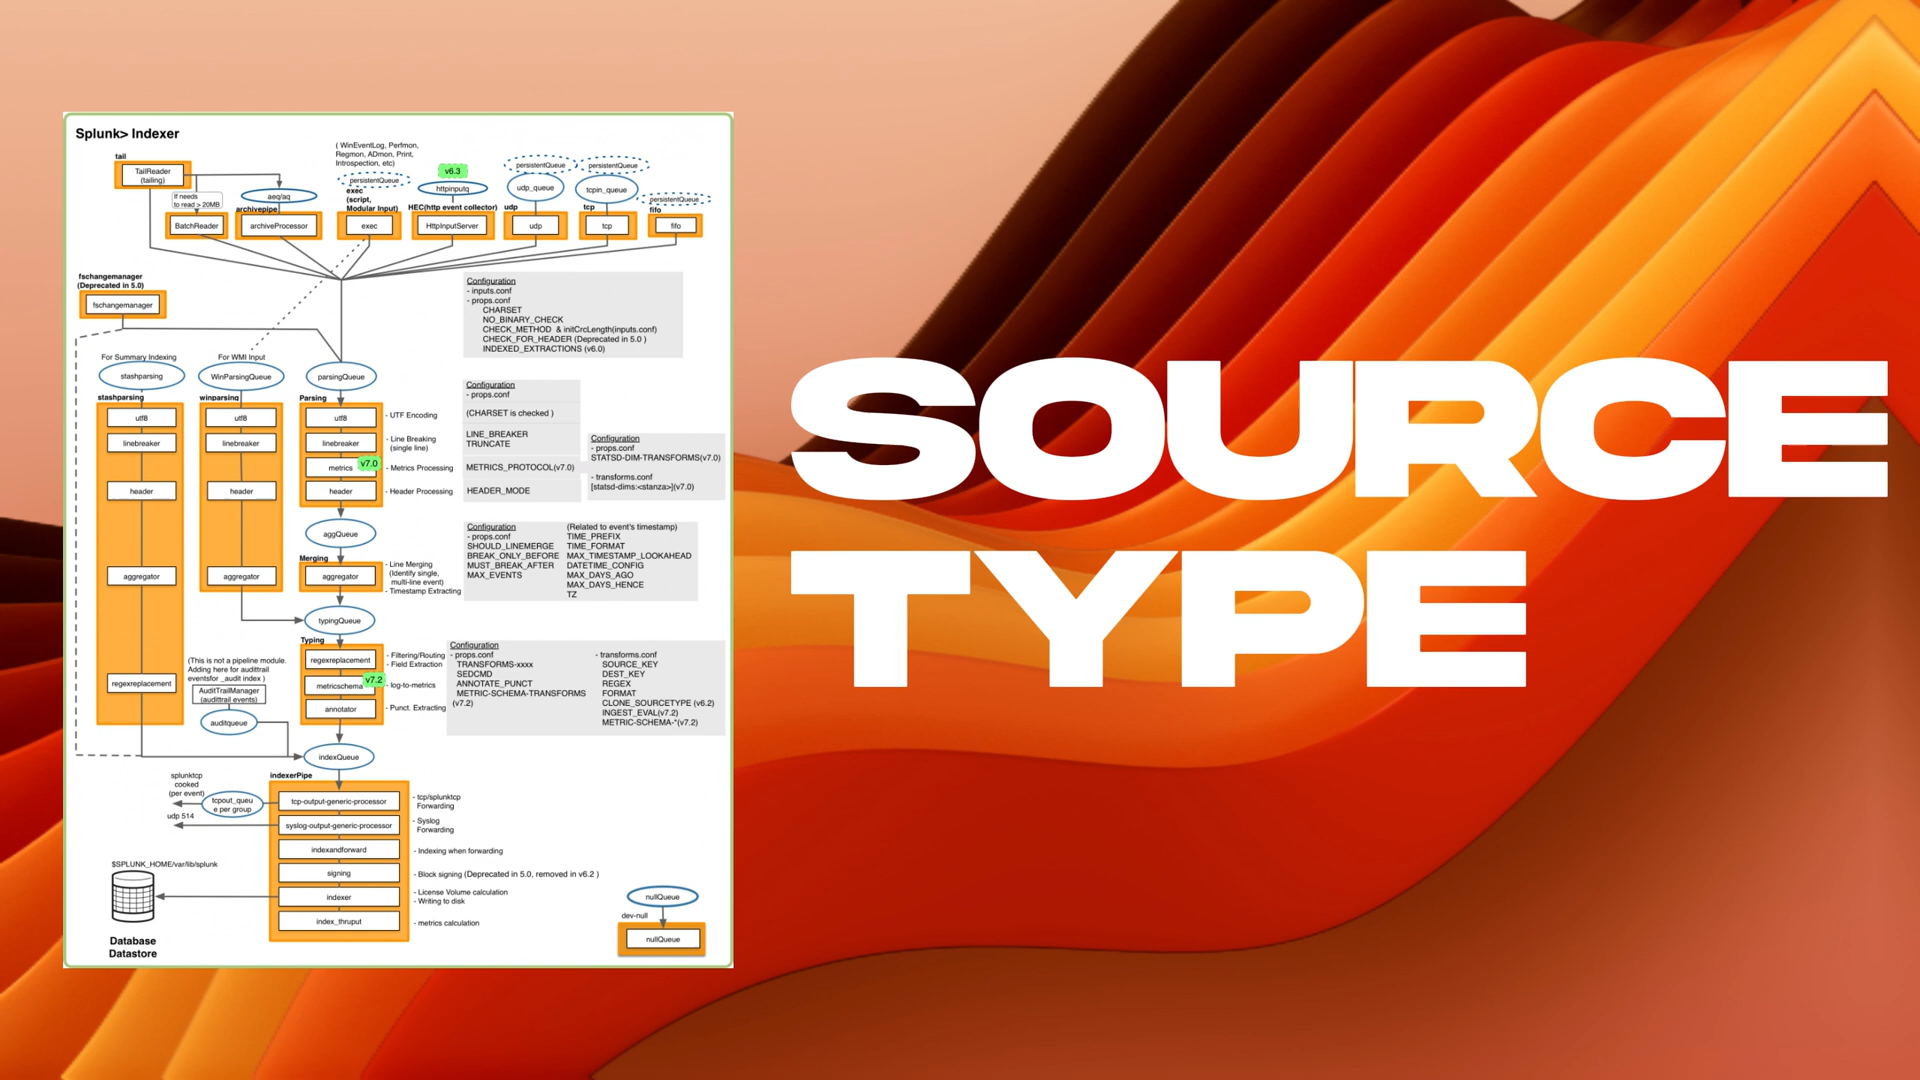 Splunk> Indexer
tail
TailReader
(tailing)
If needs
to read > 20MB
BatchReader
aeq/aq
archivepipe
archiveProcessor
( WinEventLog, Perfmon,
Regmon, ADmon, Print,
Introspection, etc)
persistentQueue
exec
(script,
Modular Input)
exec
v6.3
httpinputq
HEC(http event collector)
HttpInputServer
persistentQueue
udp_queue
udp
udp
persistentQueue
tcpin_queue
tcp
tcp
persistentQueue
fifo
fifo
fschangemanager
(Deprecated in 5.0)
fschangemanager
Configuration
- inputs.conf
- props.conf
CHARSET
NO_BINARY_CHECK
CHECK_METHOD & initCrcLength(inputs.conf)
CHECK_FOR_HEADER (Deprecated in 5.0 )
INDEXED_EXTRACTIONS (v6.0)
For Summary Indexing
stashparsing
stashparsing
utf8
linebreaker
header
aggregator
regexreplacement
For WMI Input
WinParsingQueue
winparsing
utf8
linebreaker
header
aggregator
parsingQueue
Parsing
utf8
linebreaker
metrics
v7.0
header
- UTF Encoding
- Line Breaking
(single line)
- Metrics Processing
- Header Processing
Configuration
- props.conf
(CHARSET is checked )
LINE_BREAKER
TRUNCATE
METRICS_PROTOCOL(v7.0)
HEADER_MODE
Configuration
- props.conf
STATSD-DIM-TRANSFORMS(v7.0)
- transforms.conf
[statsd-dims:<stanza>](v7.0)
aggQueue
Merging
aggregator
- Line Merging
(Identify single,
multi-line event)
- Timestamp Extracting
Configuration
- props.conf
SHOULD_LINEMERGE
BREAK_ONLY_BEFORE
MUST_BREAK_AFTER
MAX_EVENTS
(Related to event's timestamp)
TIME_PREFIX
TIME_FORMAT
MAX_TIMESTAMP_LOOKAHEAD
DATETIME_CONFIG
MAX_DAYS_AGO
MAX_DAYS_HENCE
TZ
typingQueue
Typing
regexreplacement
metricschema
v7.2
annotator
- Filtering/Routing
- Field Extraction
- log-to-metrics
- Punct. Extracting
Configuration
- props.conf
TRANSFORMS-xxxx
SEDCMD
ANNOTATE_PUNCT
METRIC-SCHEMA-TRANSFORMS
(v7.2)
- transforms.conf
SOURCE_KEY
DEST_KEY
REGEX
FORMAT
CLONE_SOURCETYPE (v6.2)
INGEST_EVAL(v7.2)
METRIC-SCHEMA-*(v7.2)
(This is not a pipeline module.
Adding here for audittrail
eventsfor _audit index )
AuditTrailManager
(audittrail events)
auditqueue
indexQueue
indexerPipe
tcp-output-generic-processor
syslog-output-generic-processor
indexandforward
signing
indexer
index_thruput
- tcp/splunktcp
Forwarding
- Syslog
Forwarding
- Indexing when forwarding
- Block signing (Deprecated in 5.0, removed in v6.2 )
- License Volume calculation
- Writing to disk
- metrics calculation
splunktcp
cooked
(per event)
tcpout_queu
e per group
udp 514
$SPLUNK_HOME/var/lib/splunk
Database
Datastore
nullQueue
dev-null
nullQueue
SOURCE
TYPE